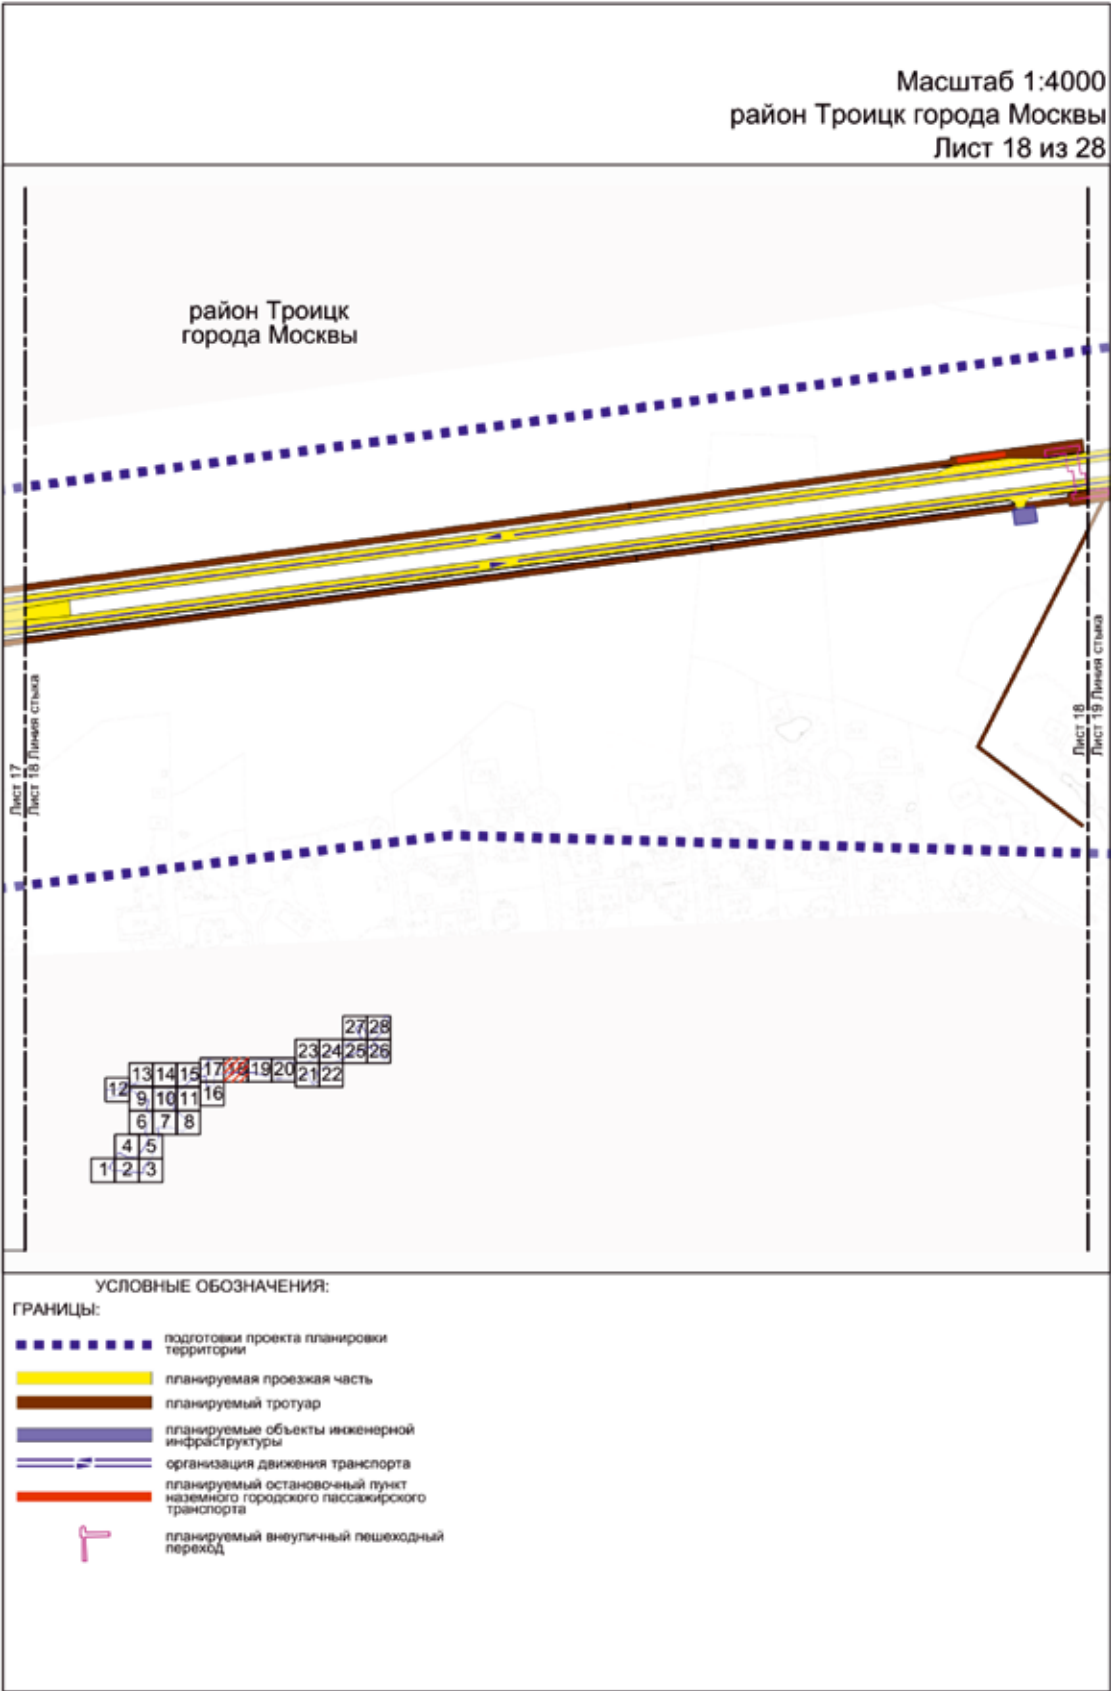 Масштаб 1:4000
район Троицк города Москвы
Лист 18 из 28
район Троицк
города Москвы
Лист 17
Лист 18 Линия стыка
Лист 18
Лист 19 Линия стыка
27 28
23 24 25 26
13 14 15 17 18 19 20 21 22
12 9 10 11 16
6 7 8
4 5
1 2 3
УСЛОВНЫЕ ОБОЗНАЧЕНИЯ:
ГРАНИЦЫ:
подготовки проекта планировки
территории
планируемая проезжая часть
планируемый тротуар
планируемые объекты инженерной
инфраструктуры
организация движения транспорта
планируемый остановочный пункт
наземного городского пассажирского
транспорта
планируемый внеуличный пешеходный
переход